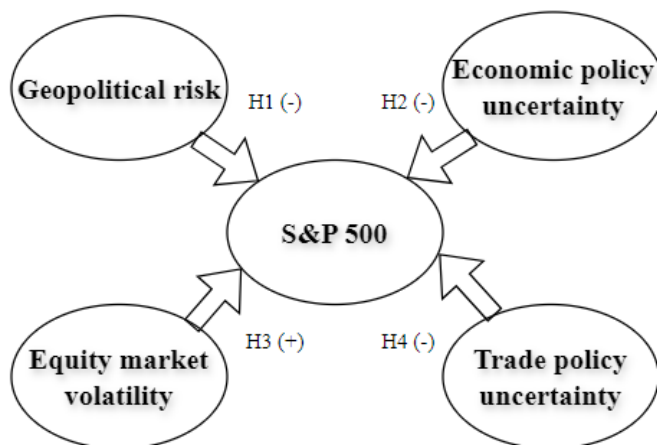 Geopolitical risk
H1 (-)
H2 (-)
Economic policy
uncertainty
S&P 500
Equity market
volatility
H3 (+)
H4 (-)
Trade policy
uncertainty